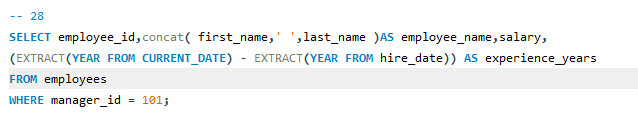 -- 28
SELECT employee_id,concat( first_name,' ',last_name )AS employee_name,salary,
(EXTRACT(YEAR FROM CURRENT_DATE) - EXTRACT(YEAR FROM hire_date)) AS experience_years
FROM employees
WHERE manager_id = 101;